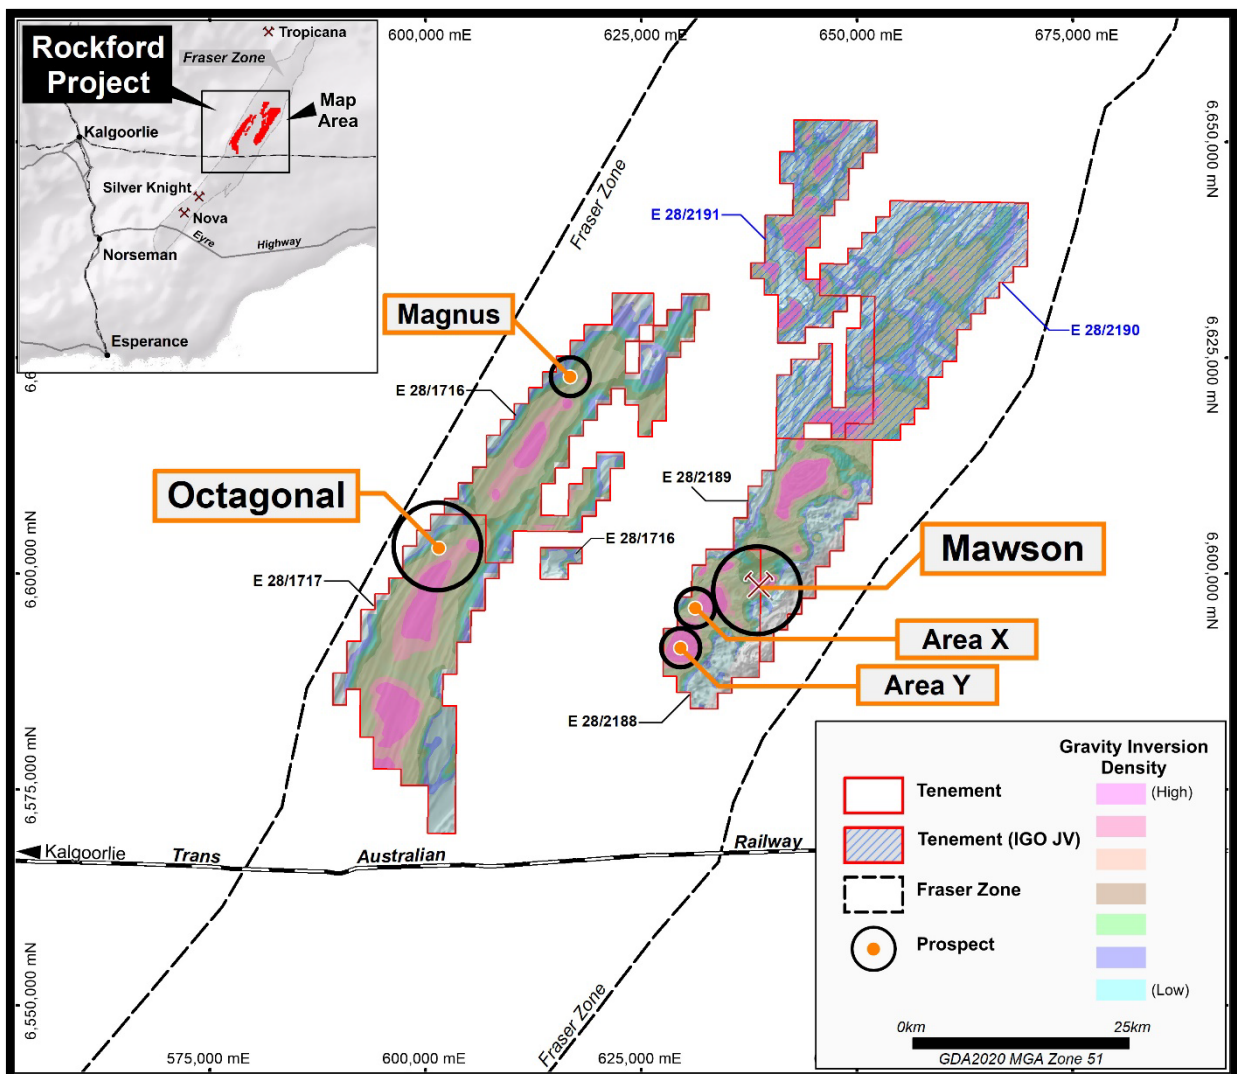 600,000 mE
625,000 mE
650,000 mE
675,000 mE
Rockford
Project
Tropicana
Fraser Zone
Map
Area
Kalgoorlie
Silver Knight
Nova
Eyre
Highway
Norseman
Esperance
Fraser Zone
6,650,000 mN
E 28/2191
Magnus
E 28/2190
6,625,000 mN
E 28/1716
Octagonal
E 28/2189
6,600,000 mN
E 28/1716
Mawson
6,600,000 mN
E 28/1717
Area X
Area Y
E 28/2188
6,575,000 mN
Kalgoorlie
Trans
Australian
Railway
Gravity Inversion
Density
Tenement
(High)
Tenement (IGO JV)
Fraser Zone
Prospect
(Low)
0km
25km
GDA2020 MGA Zone 51
6,550,000 mN
Fraser Zone
575,000 mE
600,000 mE
625,000 mE